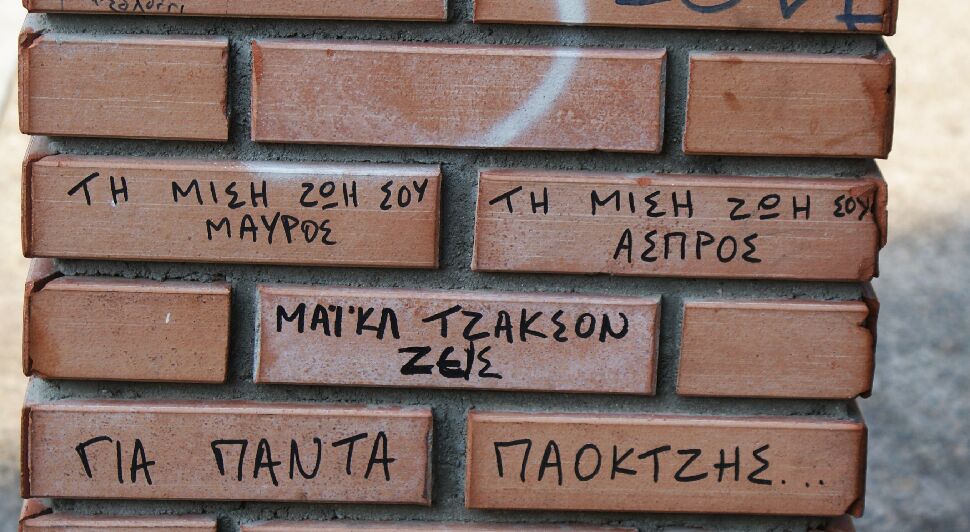 ΤΗ ΜΙΣΗ ΖΩΗ ΣΟΥ
ΜΑΥΡΟΣ
ΤΗ ΜΙΣΗ ΖΩΗ ΣΟΥ
ΑΣΠΡΟΣ
ΜΑΪΚΛ ΤΖΑΚΣΟΝ
ΖΕΙΣ
ΓΙΑ ΠΑΝΤΑ
ΠΑΟΚΤΖΗΣ...